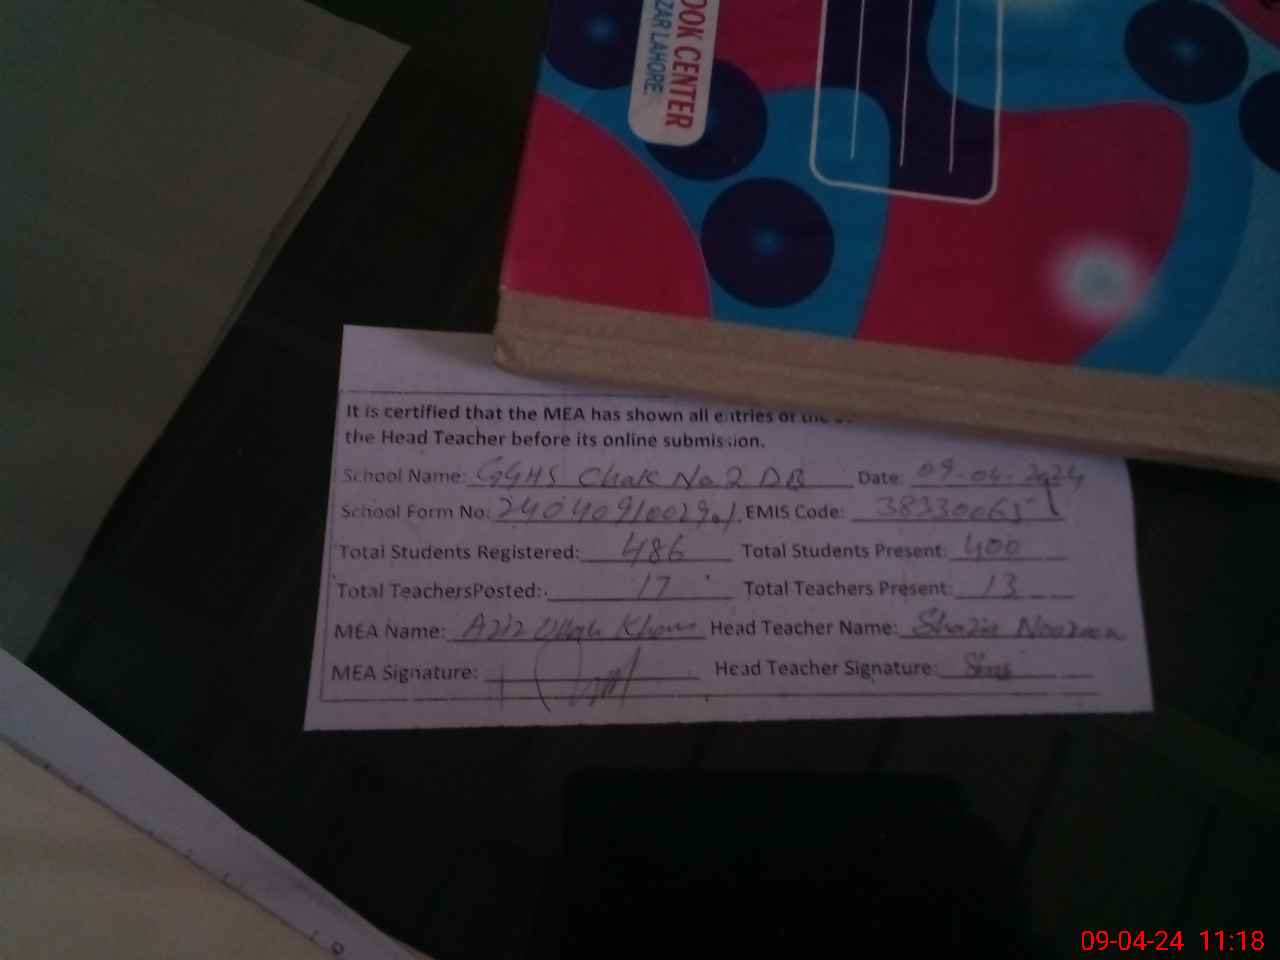 OOK CENTER
ZAR LAHORE.
It is certified that the MEA has shown all entries of the
the Head Teacher before its online submission.
School Name: GGHS Chak No 2 DB Date: 09-04-2024
School Form No: EMIS Code: 38330065
Total Students Registered: 486 Total Students Present: 400
Total TeachersPosted: 17 Total Teachers Present: 13
MEA Name: Aziz Ullah Khan Head Teacher Name: Shazia Noureen
MEA Signature: Head Teacher Signature:
09-04-24 11:18